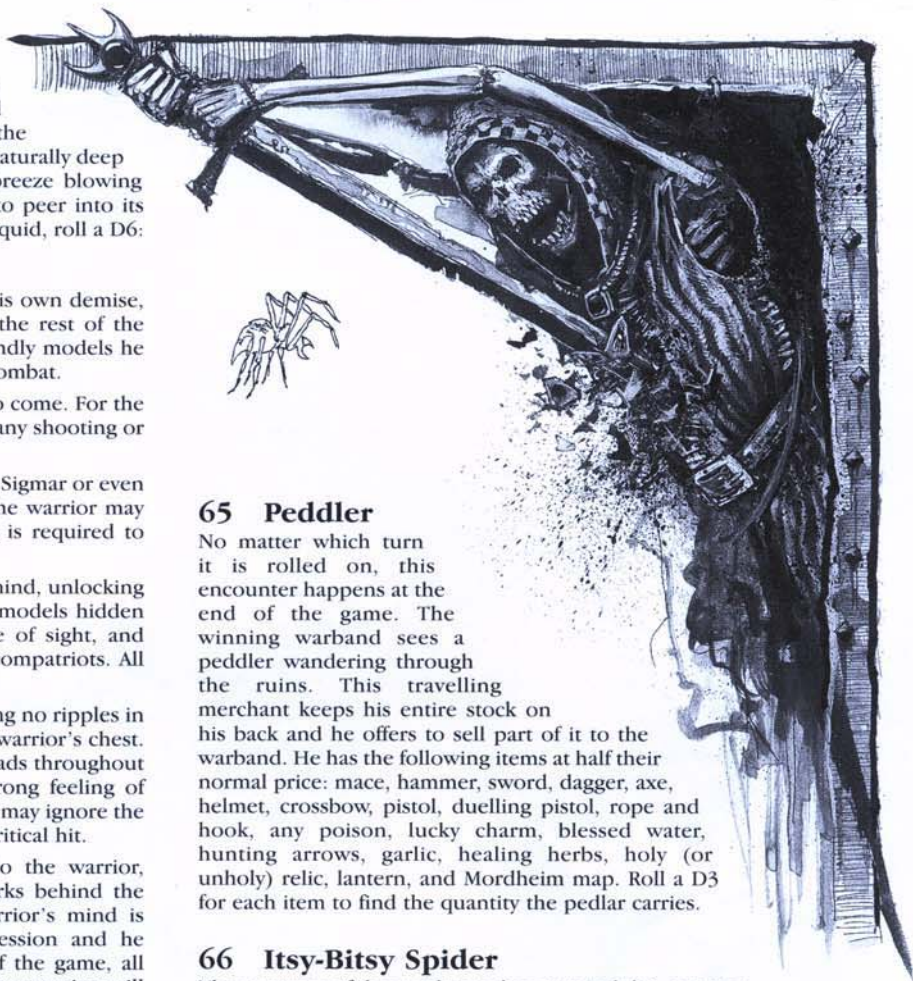 the
aturally deep
reeze blowing
to peer into its
quid, roll a D6:
is own demise,
the rest of the
ndly models he
ombat.
o come. For the
any shooting or
Sigmar or even
he warrior may
is required to
nind, unlocking
models hidden
e of sight, and
ompatriots. All
ng no ripples in
warrior's chest.
ads throughout
rong feeling of
may ignore the
ritical hit.
o the warrior,
rks behind the
rrior's mind is
ession and he
f the game, all
65 Peddler
No matter which turn
it is rolled on, this
encounter happens at the
end of the game. The
winning warband sees a
peddler wandering through
the ruins. This travelling
merchant keeps his entire stock on
his back and he offers to sell part of it to the
warband. He has the following items at half their
normal price: mace, hammer, sword, dagger, axe,
helmet, crossbow, pistol, duelling pistol, rope and
hook, any poison, lucky charm, blessed water,
hunting arrows, garlic, healing herbs, holy (or
unholy) relic, lantern, and Mordheim map. Roll a D3
for each item to find the quantity the pedlar carries.
66 Itsy-Bitsy Spider